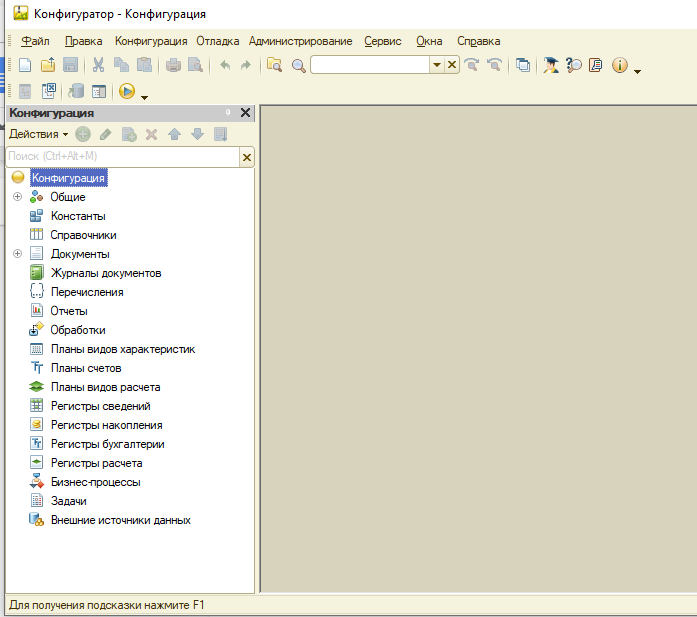 Конфигуратор - Конфигурация
Файл Правка Конфигурация Отладка Администрирование Сервис Окна Справка
Конфигурация
Действия
Поиск (Ctrl+Alt+M)
Конфигурация
Общие
Константы
Справочники
Документы
Журналы документов
Перечисления
Отчеты
Обработки
Планы видов характеристик
Планы счетов
Планы видов расчета
Регистры сведений
Регистры накопления
Регистры бухгалтерии
Регистры расчета
Бизнес-процессы
Задачи
Внешние источники данных
Для получения подсказки нажмите F1